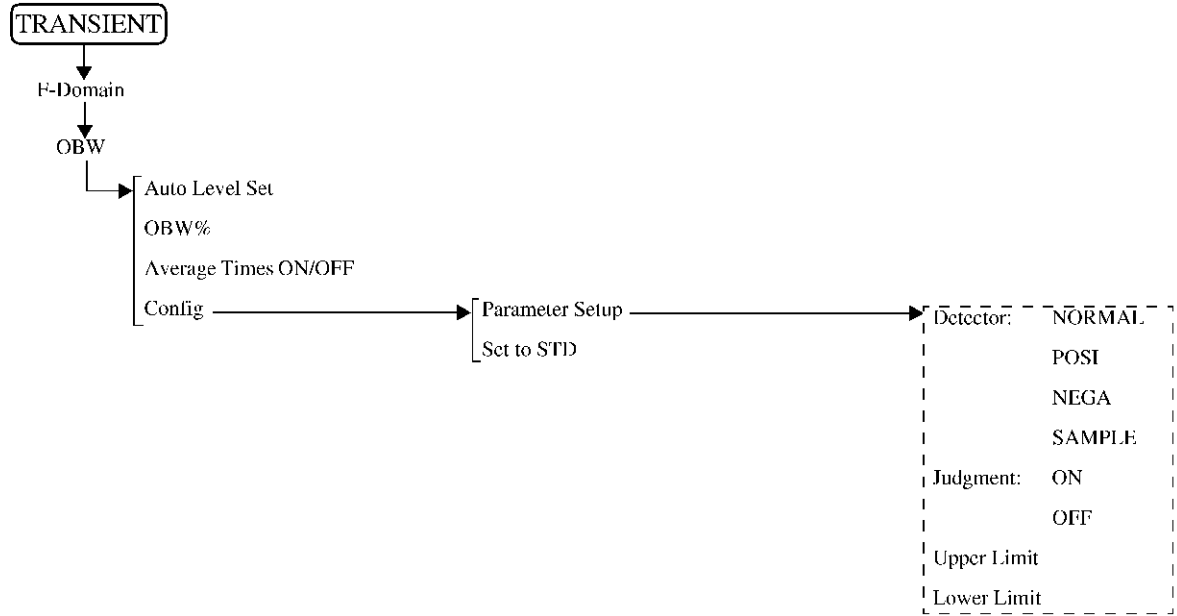 TRANSIENT
F-Domain
OBW
Auto Level Set
OBW%
Average Times ON/OFF
Config
Parameter Setup
Set to STD
Detector: NORMAL
POSI
NEGA
SAMPLE
Judgment: ON
OFF
Upper Limit
Lower Limit